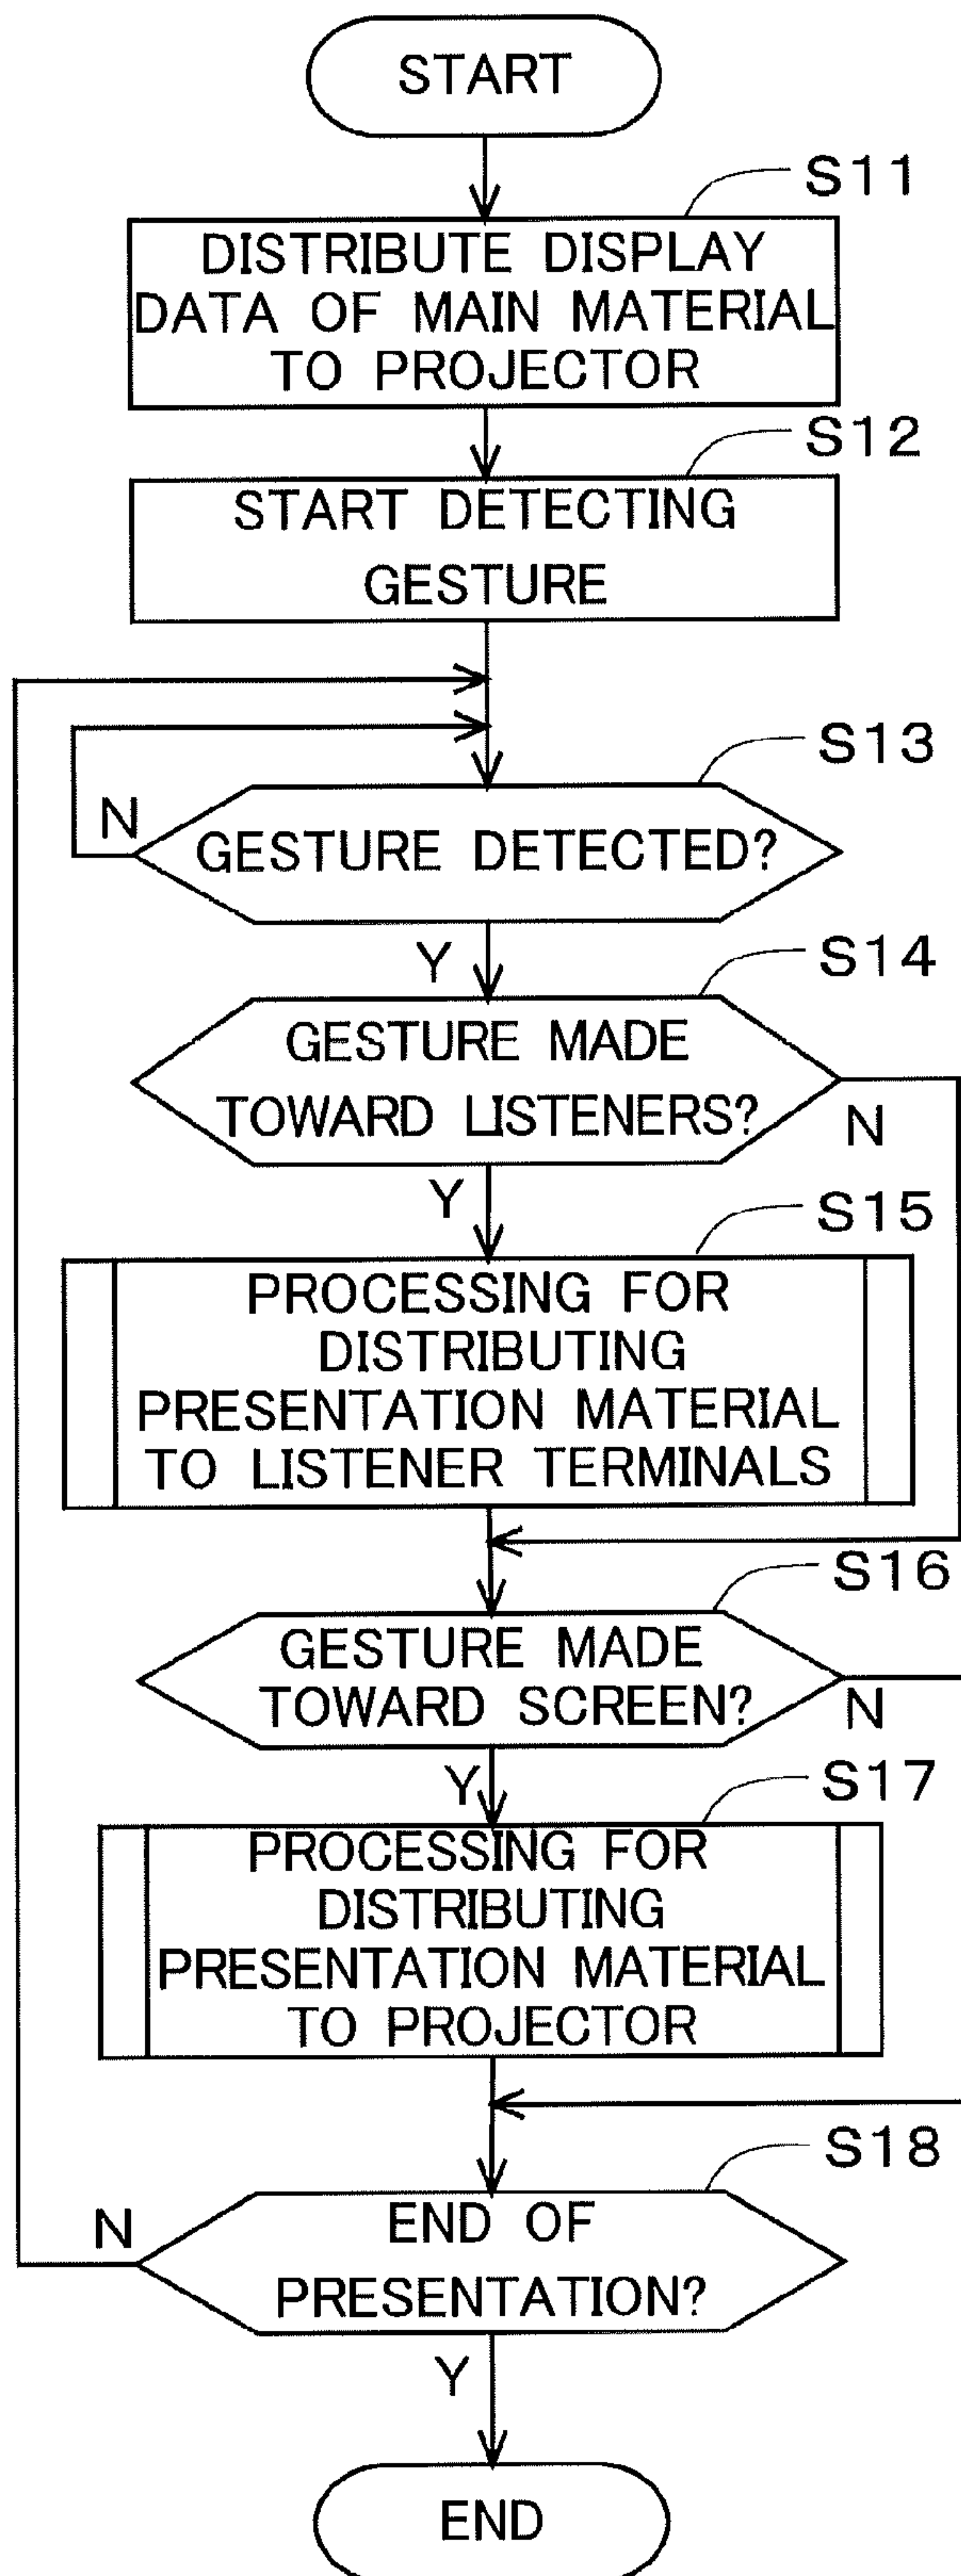 START
S11
DISTRIBUTE DISPLAY
DATA OF MAIN MATERIAL
TO PROJECTOR
S12
START DETECTING
GESTURE
S13
N
GESTURE DETECTED?
Y
S14
GESTURE MADE
TOWARD LISTENERS?
N
Y
S15
PROCESSING FOR
DISTRIBUTING
PRESENTATION MATERIAL
TO LISTENER TERMINALS
S16
GESTURE MADE
TOWARD SCREEN?
N
Y
S17
PROCESSING FOR
DISTRIBUTING
PRESENTATION MATERIAL
TO PROJECTOR
S18
N
END OF
PRESENTATION?
Y
END